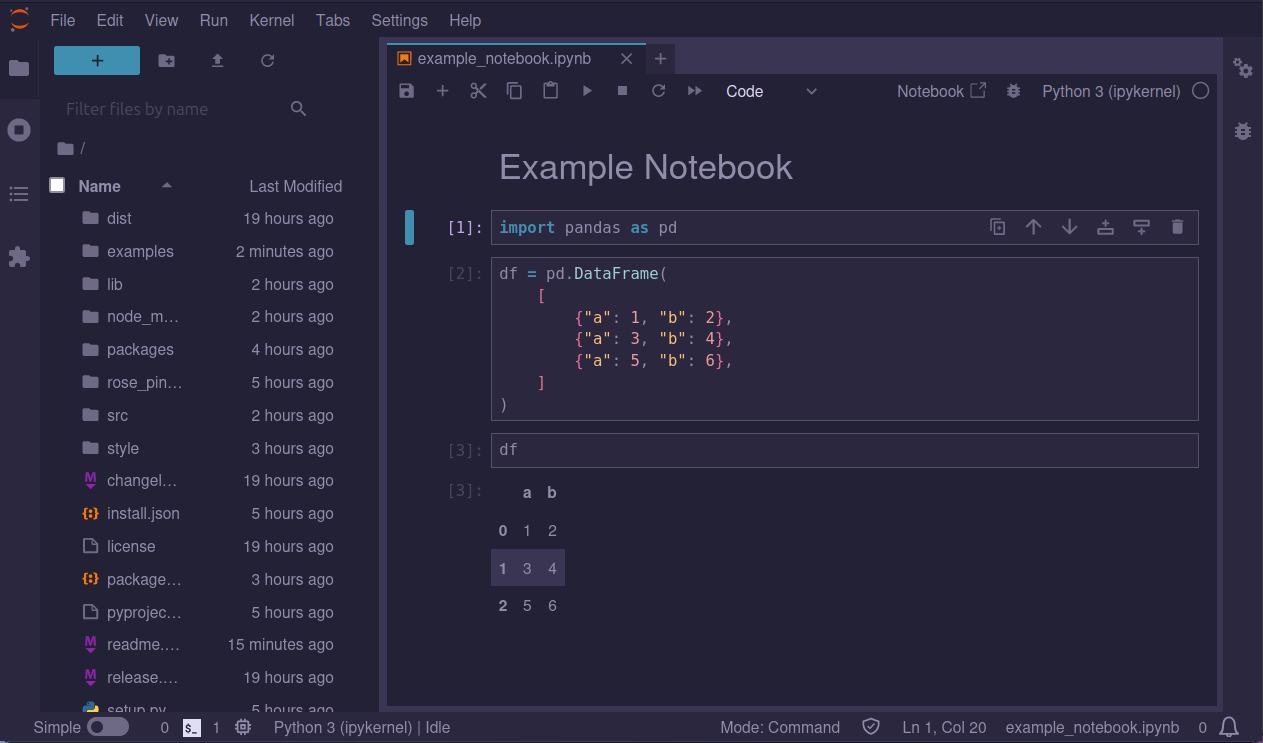 File Edit View Run Kernel Tabs Settings Help
example_notebook.ipynb
Code Notebook Python 3 (ipykernel)
Filter files by name
/
Name Last Modified
dist 19 hours ago
examples 2 minutes ago
lib 2 hours ago
node_m… 2 hours ago
packages 4 hours ago
rose_pin… 5 hours ago
src 2 hours ago
style 3 hours ago
changel… 19 hours ago
install.json 5 hours ago
license 19 hours ago
package… 3 hours ago
pyprojec… 5 hours ago
readme.… 15 minutes ago
release.… 19 hours ago
setup.py 5 hours ago
Example Notebook
[1]: import pandas as pd
[2]: df = pd.DataFrame(
[
{"a": 1, "b": 2},
{"a": 3, "b": 4},
{"a": 5, "b": 6},
]
)
[3]: df
[3]: a b
0 1 2
1 3 4
2 5 6
Simple 0 $_ 1 Python 3 (ipykernel) | Idle Mode: Command Ln 1, Col 20 example_notebook.ipynb 0